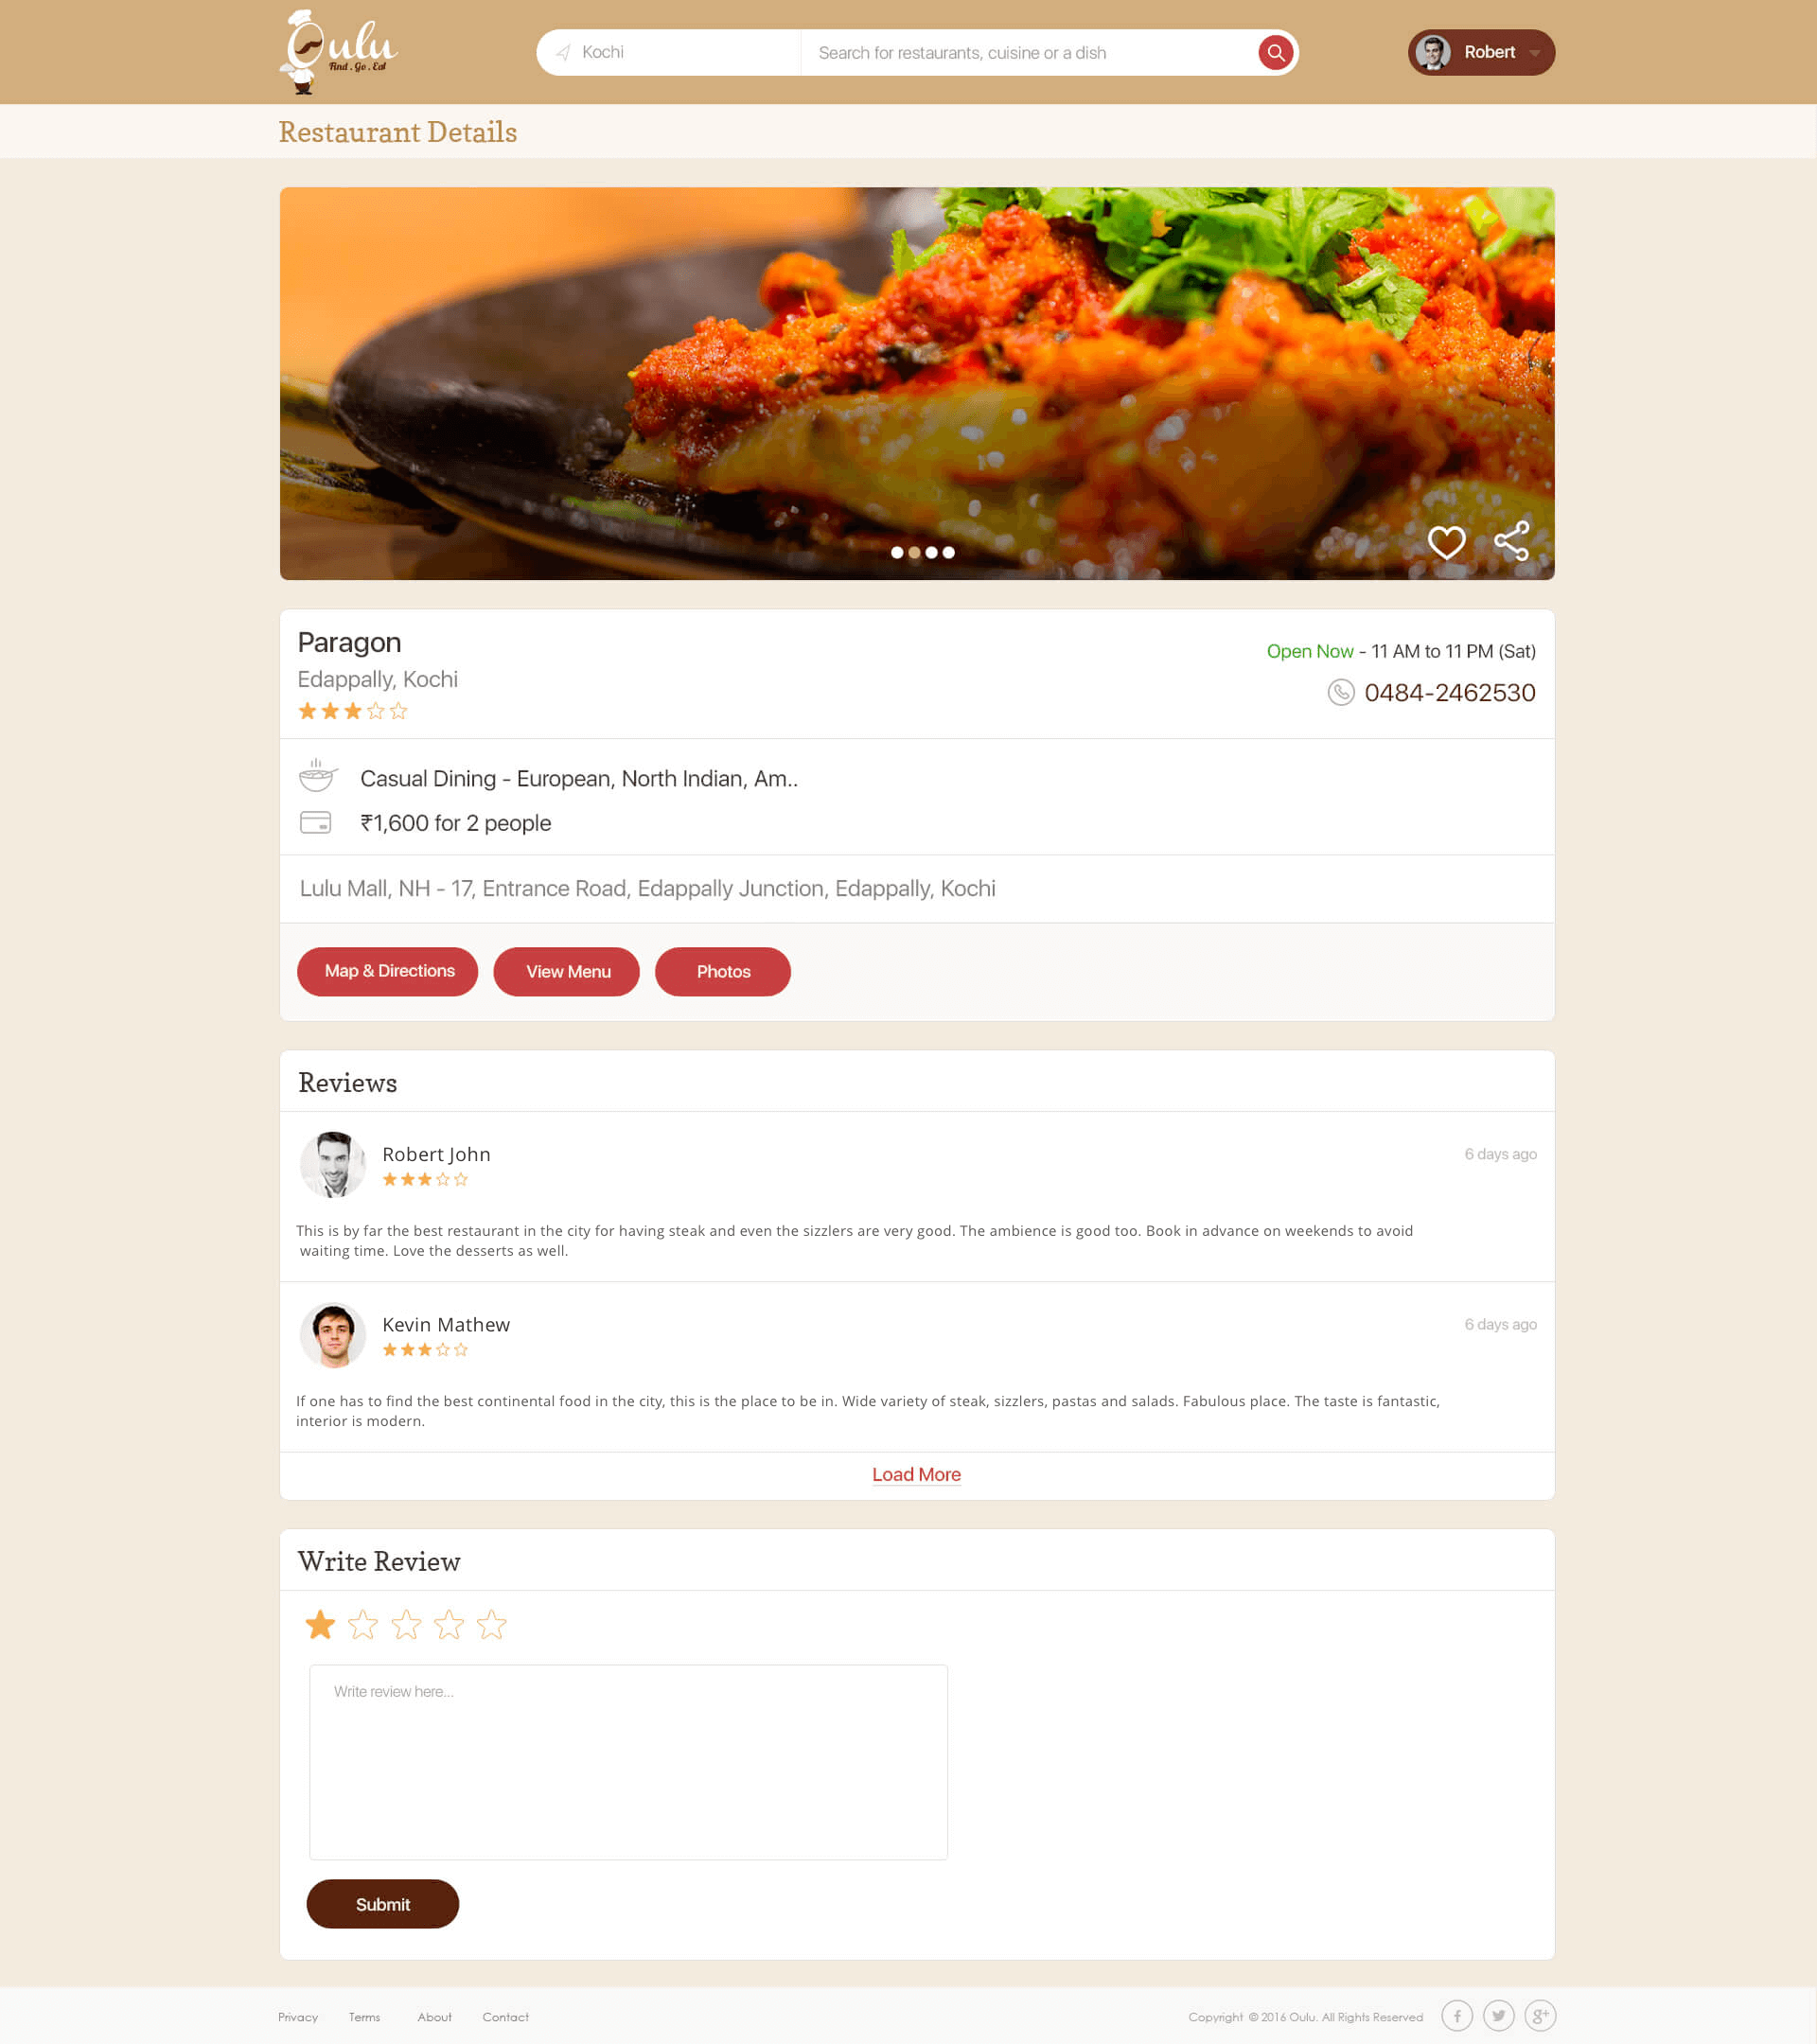 Oulu
Find . Go . Eat
Kochi
Search for restaurants, cuisine or a dish
Robert
Restaurant Details
Paragon
Open Now - 11 AM to 11 PM (Sat)
Edappally, Kochi
0484-2462530
Casual Dining - European, North Indian, Am..
₹1,600 for 2 people
Lulu Mall, NH - 17, Entrance Road, Edappally Junction, Edappally, Kochi
Map & Directions
View Menu
Photos
Reviews
Robert John
6 days ago
This is by far the best restaurant in the city for having steak and even the sizzlers are very good. The ambience is good too. Book in advance on weekends to avoid
waiting time. Love the desserts as well.
Kevin Mathew
6 days ago
If one has to find the best continental food in the city, this is the place to be in. Wide variety of steak, sizzlers, pastas and salads. Fabulous place. The taste is fantastic,
interior is modern.
Load More
Write Review
Write review here...
Submit
Privacy
Terms
About
Contact
Copyright © 2016 Oulu. All Rights Reserved
f
g+